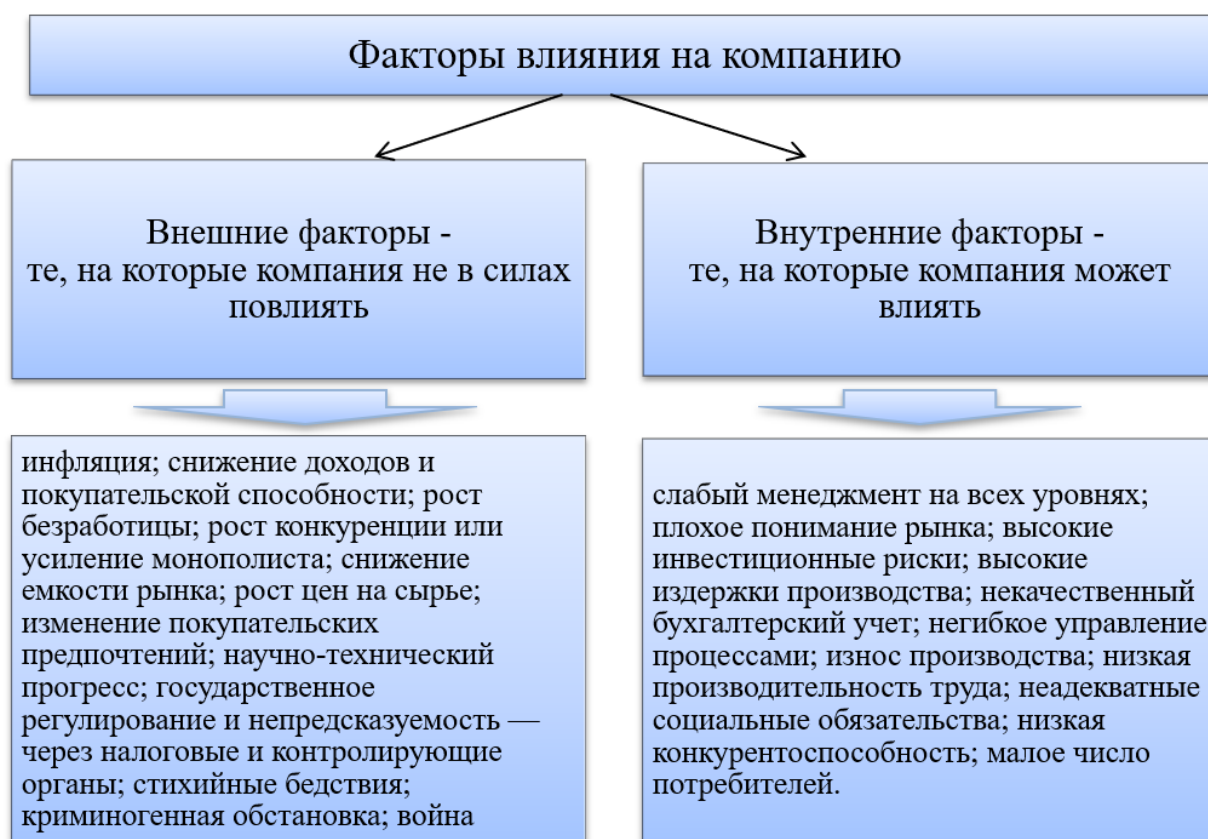 Факторы влияния на компанию
Внешние факторы -
те, на которые компания не в силах
повлиять
Внутренние факторы -
те, на которые компания может
влиять
инфляция; снижение доходов и
покупательской способности; рост
безработицы; рост конкуренции или
усиление монополиста; снижение
емкости рынка; рост цен на сырье;
изменение покупательских
предпочтений; научно-технический
прогресс; государственное
регулирование и непредсказуемость —
через налоговые и контролирующие
органы; стихийные бедствия;
криминогенная обстановка; война
слабый менеджмент на всех уровнях;
плохое понимание рынка; высокие
инвестиционные риски; высокие
издержки производства; некачественный
бухгалтерский учет; негибкое управление
процессами; износ производства; низкая
производительность труда; неадекватные
социальные обязательства; низкая
конкурентоспособность; малое число
потребителей.